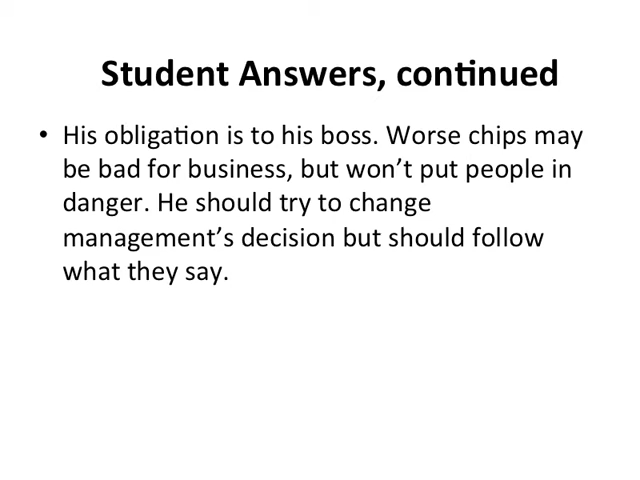 Student Answers, continued
• His obligation is to his boss. Worse chips may
be bad for business, but won’t put people in
danger. He should try to change
management’s decision but should follow
what they say.